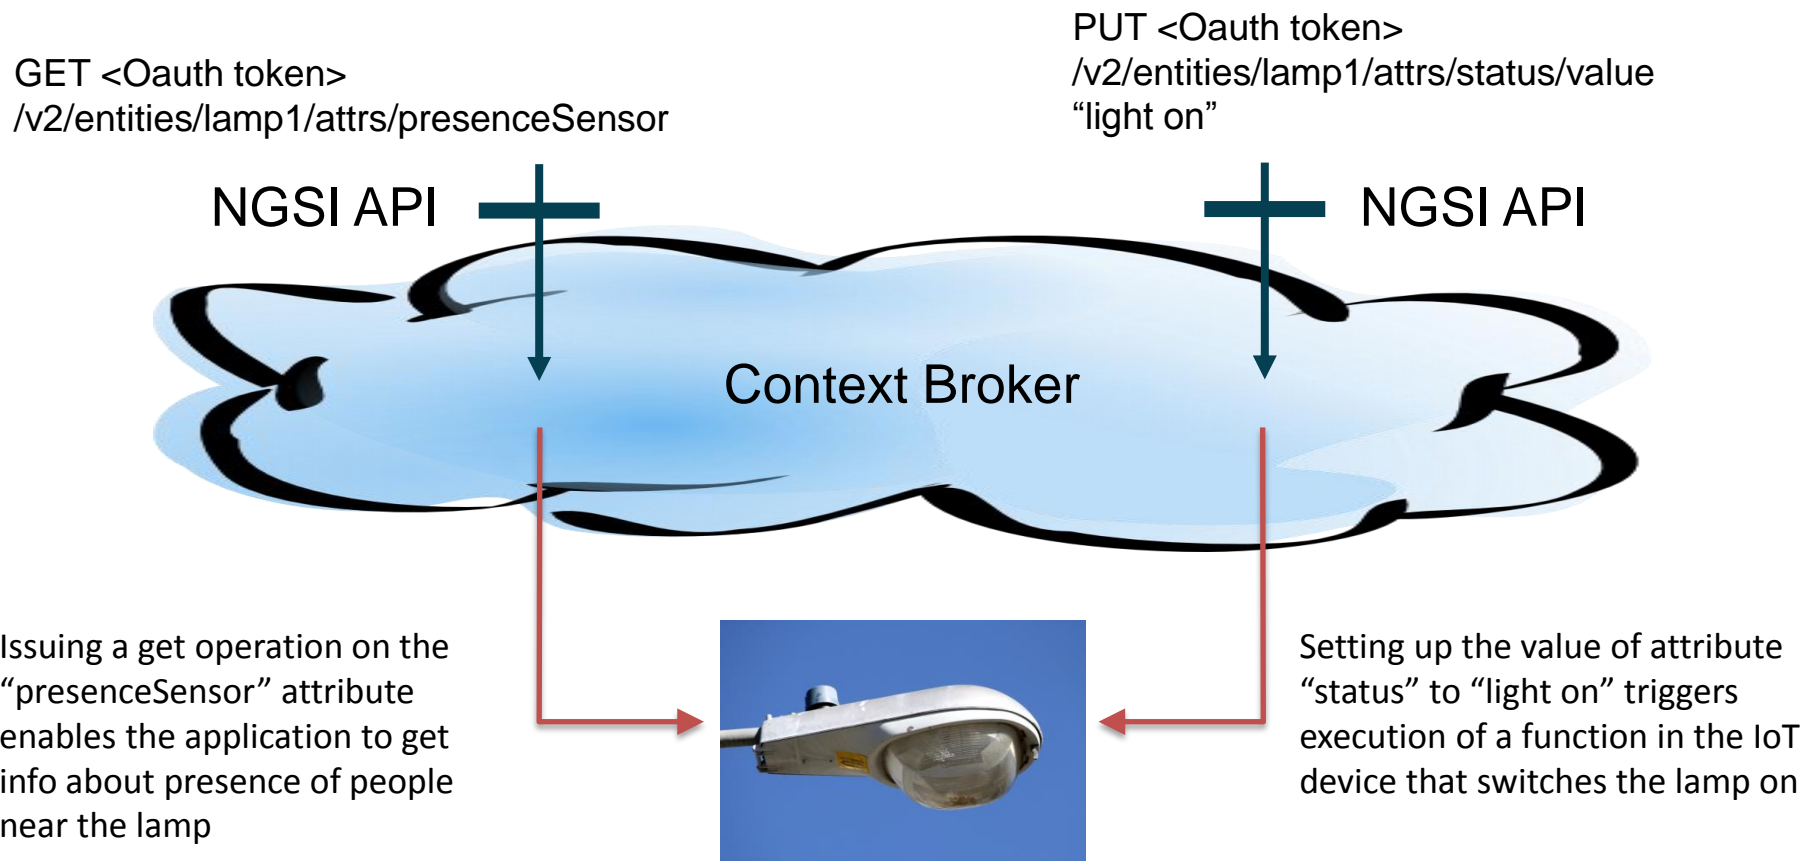 GET <Oauth token>
/v2/entities/lamp1/attrs/presenceSensor
PUT <Oauth token>
/v2/entities/lamp1/attrs/status/value
“light on”
NGSI API
NGSI API
Context Broker
Issuing a get operation on the
“presenceSensor” attribute
enables the application to get
info about presence of people
near the lamp
Setting up the value of attribute
“status” to “light on” triggers
execution of a function in the IoT
device that switches the lamp on